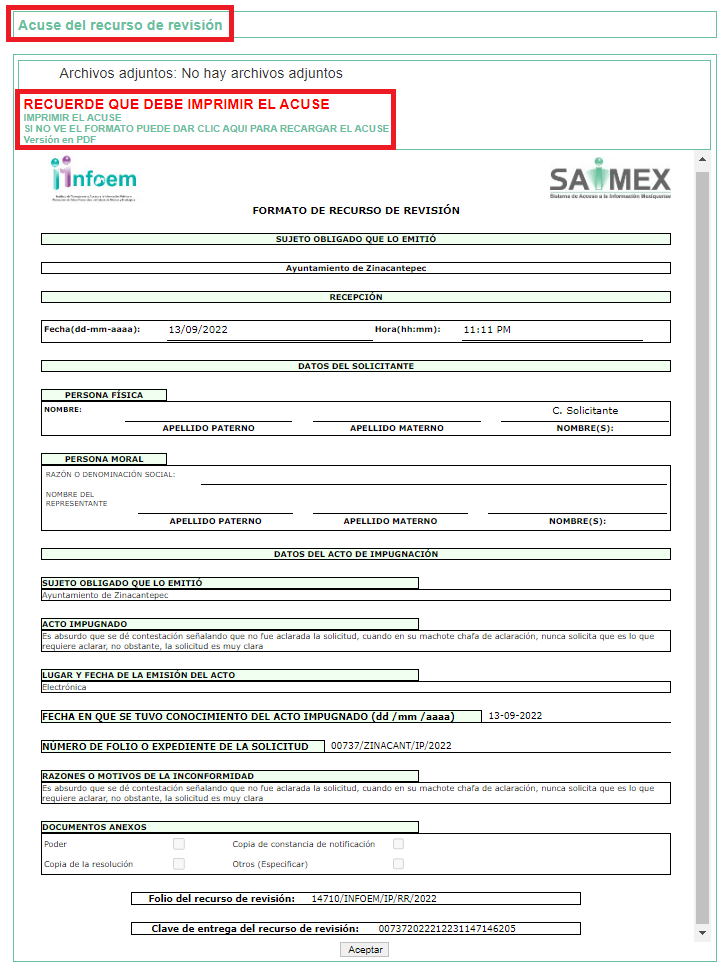 Acuse del recurso de revisión
Archivos adjuntos: No hay archivos adjuntos
RECUERDE QUE DEBE IMPRIMIR EL ACUSE
IMPRIMIR EL ACUSE
SI NO VE EL FORMATO PUEDE DAR CLIC AQUI PARA RECARGAR EL ACUSE
Versión en PDF
infoem
SAIMEX
Sistema de Acceso a la Información Mexiquense
FORMATO DE RECURSO DE REVISIÓN
SUJETO OBLIGADO QUE LO EMITIÓ
Ayuntamiento de Zinacantepec
RECEPCIÓN
Fecha(dd-mm-aaaa): 13/09/2022 Hora(hh:mm): 11:11 PM
DATOS DEL SOLICITANTE
PERSONA FÍSICA
NOMBRE: C. Solicitante
APELLIDO PATERNO APELLIDO MATERNO NOMBRE(S):
PERSONA MORAL
RAZÓN O DENOMINACIÓN SOCIAL:
NOMBRE DEL
REPRESENTANTE
APELLIDO PATERNO APELLIDO MATERNO NOMBRE(S):
DATOS DEL ACTO DE IMPUGNACIÓN
SUJETO OBLIGADO QUE LO EMITIÓ
Ayuntamiento de Zinacantepec
ACTO IMPUGNADO
Es absurdo que se dé contestación señalando que no fue aclarada la solicitud, cuando en su machote chafa de aclaración, nunca solicita que es lo que
requiere aclarar, no obstante, la solicitud es muy clara
LUGAR Y FECHA DE LA EMISIÓN DEL ACTO
Electrónica
FECHA EN QUE SE TUVO CONOCIMIENTO DEL ACTO IMPUGNADO (dd /mm /aaaa) 13-09-2022
NÚMERO DE FOLIO O EXPEDIENTE DE LA SOLICITUD 00737/ZINACANT/IP/2022
RAZONES O MOTIVOS DE LA INCONFORMIDAD
Es absurdo que se dé contestación señalando que no fue aclarada la solicitud, cuando en su machote chafa de aclaración, nunca solicita que es lo que
requiere aclarar, no obstante, la solicitud es muy clara
DOCUMENTOS ANEXOS
Poder Copia de constancia de notificación
Copia de la resolución Otros (Especificar)
Folio del recurso de revisión: 14710/INFOEM/IP/RR/2022
Clave de entrega del recurso de revisión: 007372022212231147146205
Aceptar